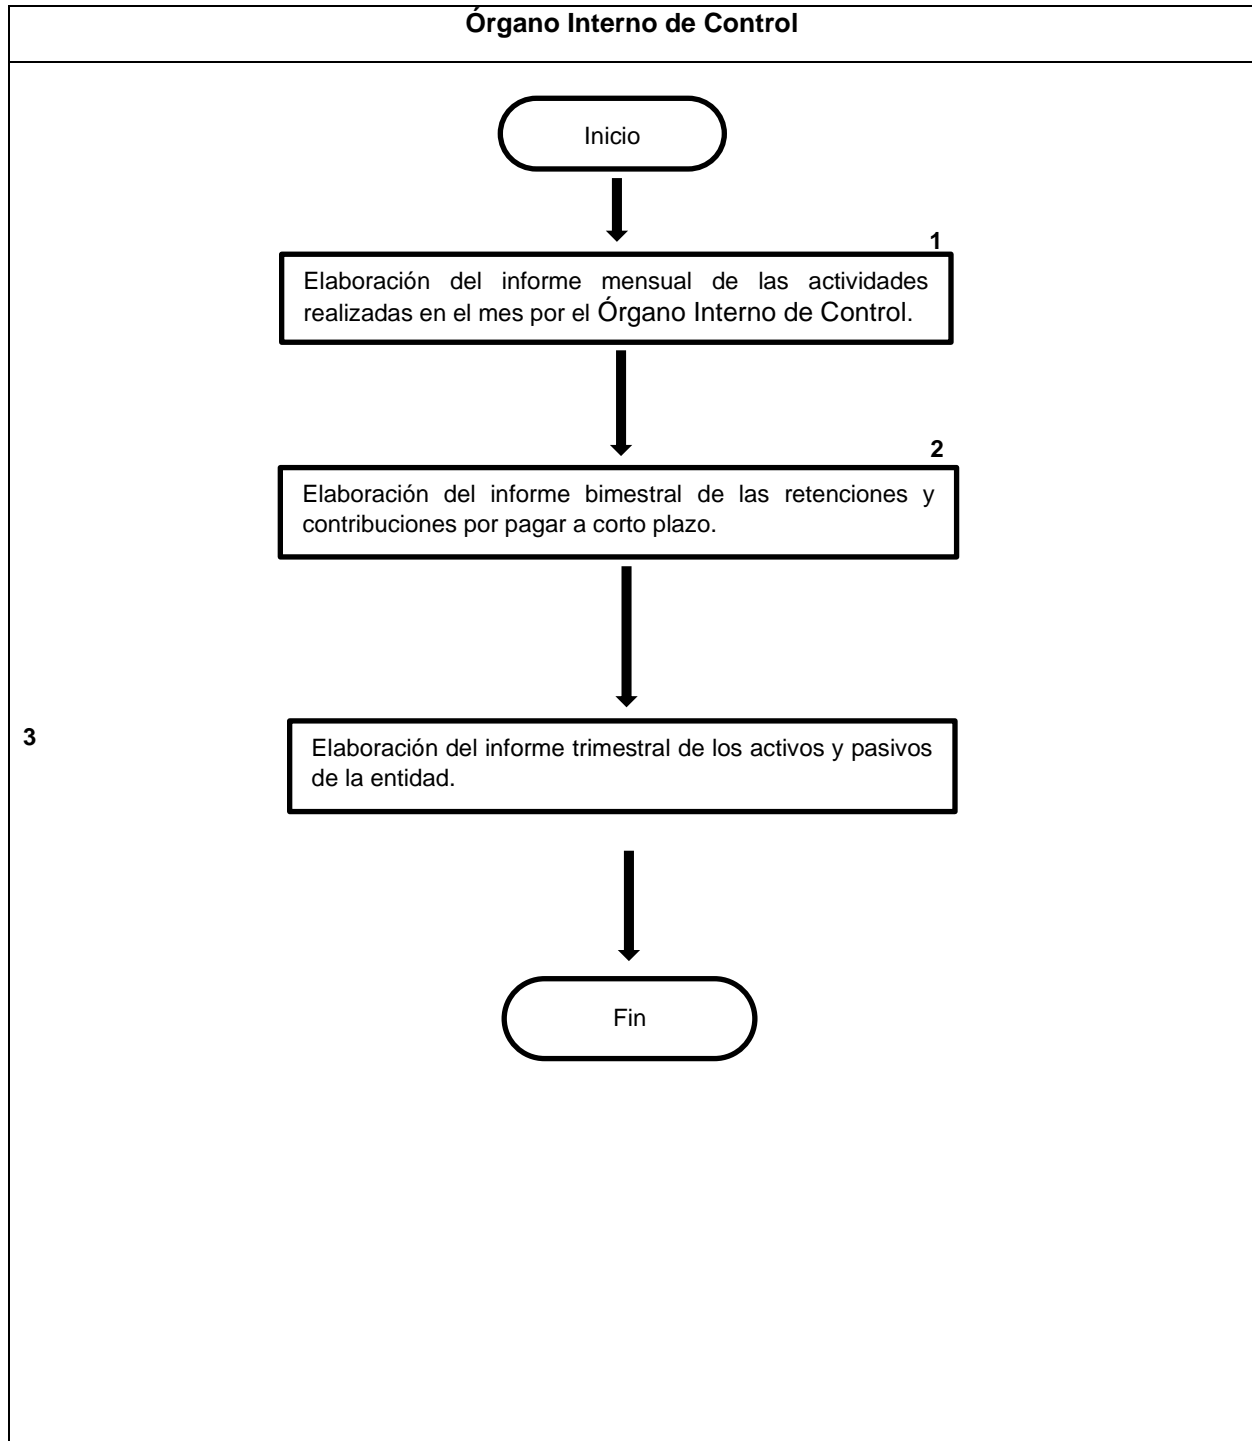 Órgano Interno de Control
Inicio
1
Elaboración del informe mensual de las actividades
realizadas en el mes por el Órgano Interno de Control.
2
Elaboración del informe bimestral de las retenciones y
contribuciones por pagar a corto plazo.
3
Elaboración del informe trimestral de los activos y pasivos
de la entidad.
Fin